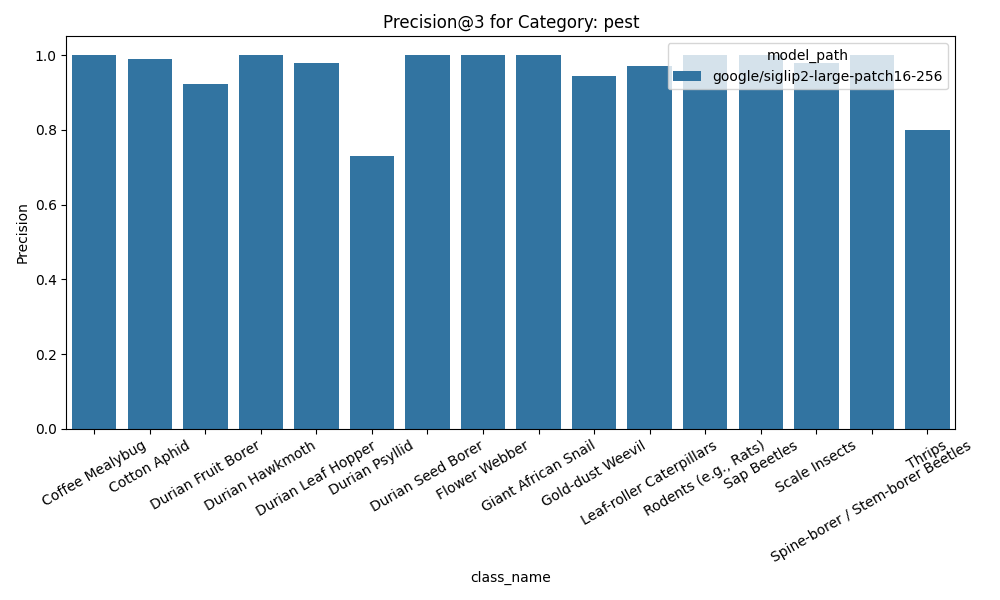 Precision@3 for Category: pest
model_path
google/siglip2-large-patch16-256
Precision
1.0
0.8
0.6
0.4
0.2
0.0
Coffee Mealybug
Cotton Aphid
Durian Fruit Borer
Durian Hawkmoth
Durian Leaf Hopper
Durian Psyllid
Durian Seed Borer
Flower Webber
Giant African Snail
Gold-dust Weevil
Leaf-roller Caterpillars
Rodents (e.g., Rats)
Sap Beetles
Scale Insects
Spine-borer / Stem-borer Beetles
Thrips
class_name